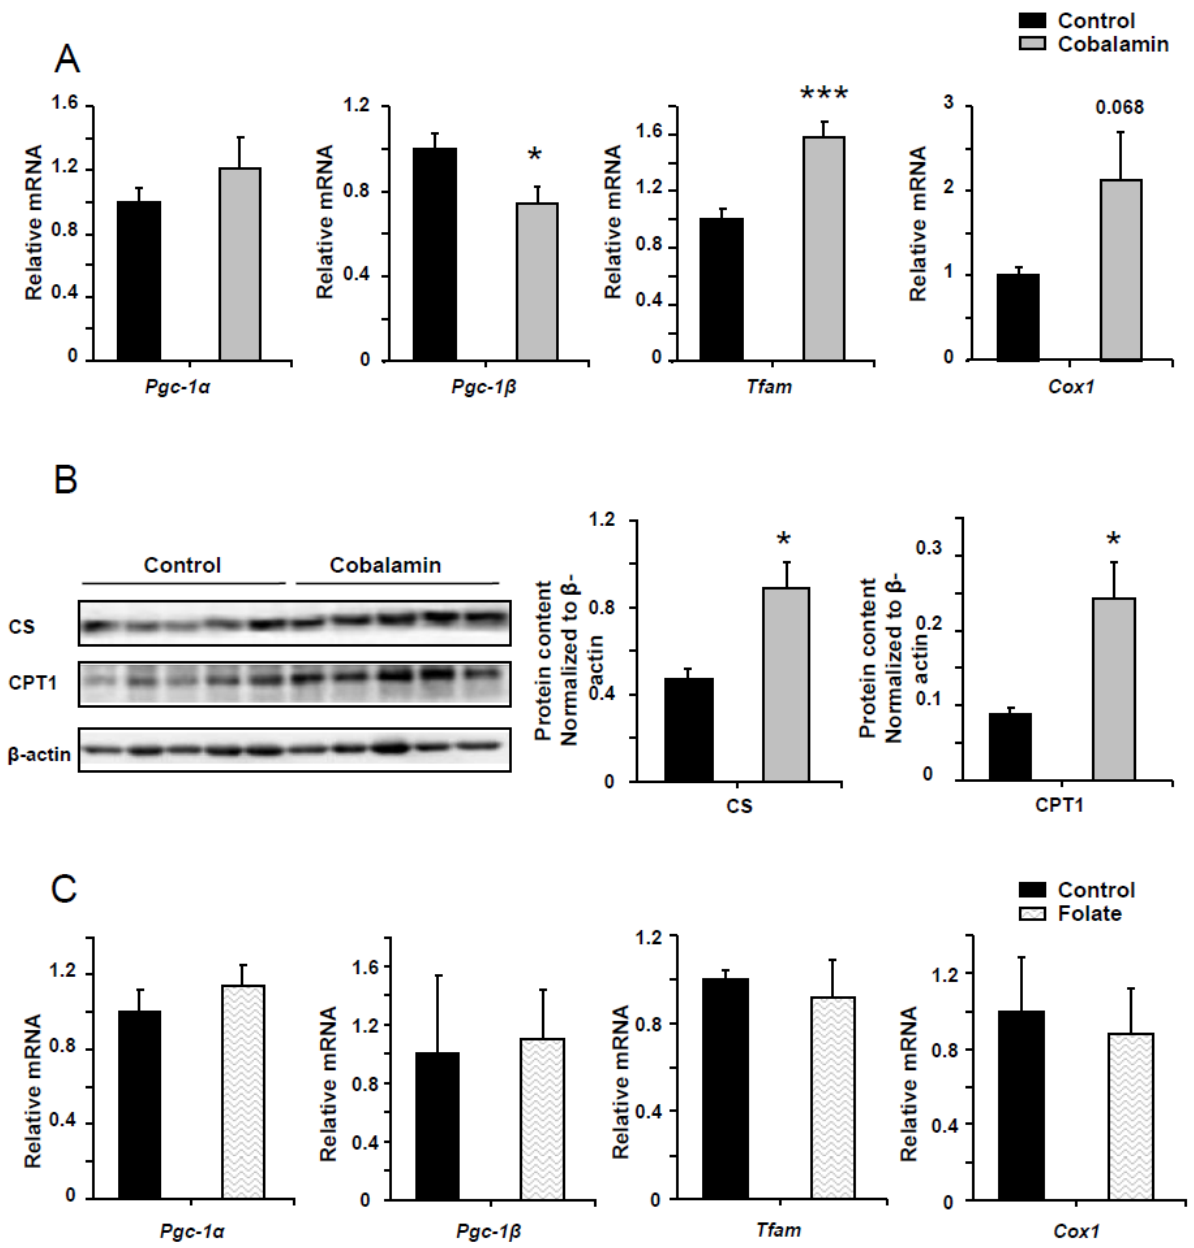 Control
Cobalamin
A
Relative mRNA
1.6
1.2
0.8
0.4
0
Pgc-1α
Relative mRNA
1.2
0.8
0.4
0
*
Pgc-1β
Relative mRNA
1.6
1.2
0.8
0.4
0
***
Tfam
Relative mRNA
3
2
1
0
0.068
Cox1
B
Control Cobalamin
CS
CPT1
β-actin
Protein content
Normalized to β-
actin
1.2
0.8
0.4
0
*
CS
Protein content
Normalized to β-
actin
0.3
0.2
0.1
0
*
CPT1
C
Control
Folate
Relative mRNA
1.2
0.8
0.4
0
Pgc-1α
Relative mRNA
1.6
1.2
0.8
0.4
0
Pgc-1β
Relative mRNA
1.2
0.8
0.4
0
Tfam
Relative mRNA
1.2
0.8
0.4
0
Cox1